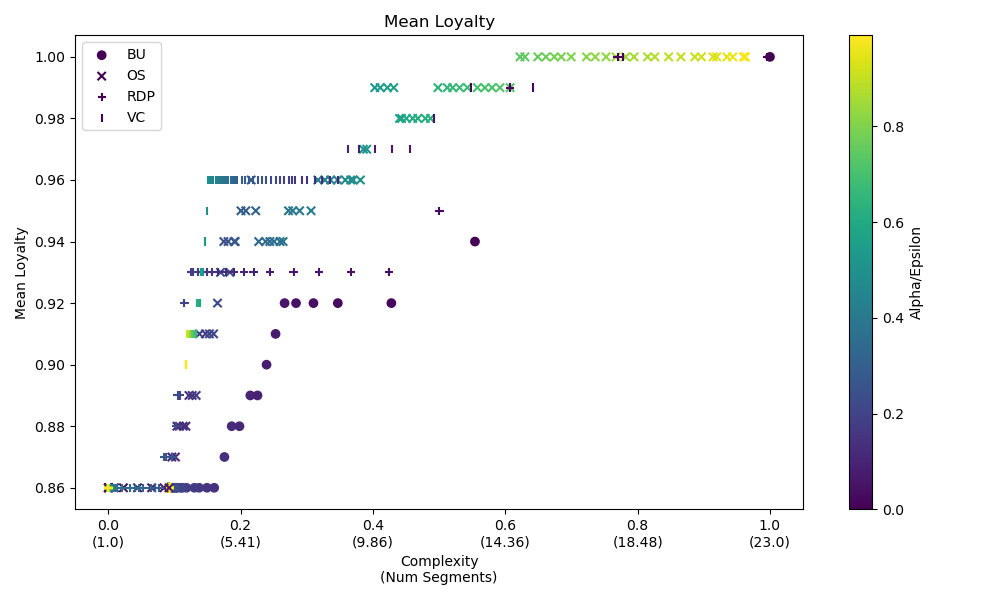 Mean Loyalty
BU
OS
RDP
VC
Mean Loyalty
1.00
0.98
0.96
0.94
0.92
0.90
0.88
0.86
0.0
(1.0)
0.2
(5.41)
0.4
(9.86)
0.6
(14.36)
0.8
(18.48)
1.0
(23.0)
Complexity
(Num Segments)
0.8
0.6
0.4
0.2
0.0
Alpha/Epsilon